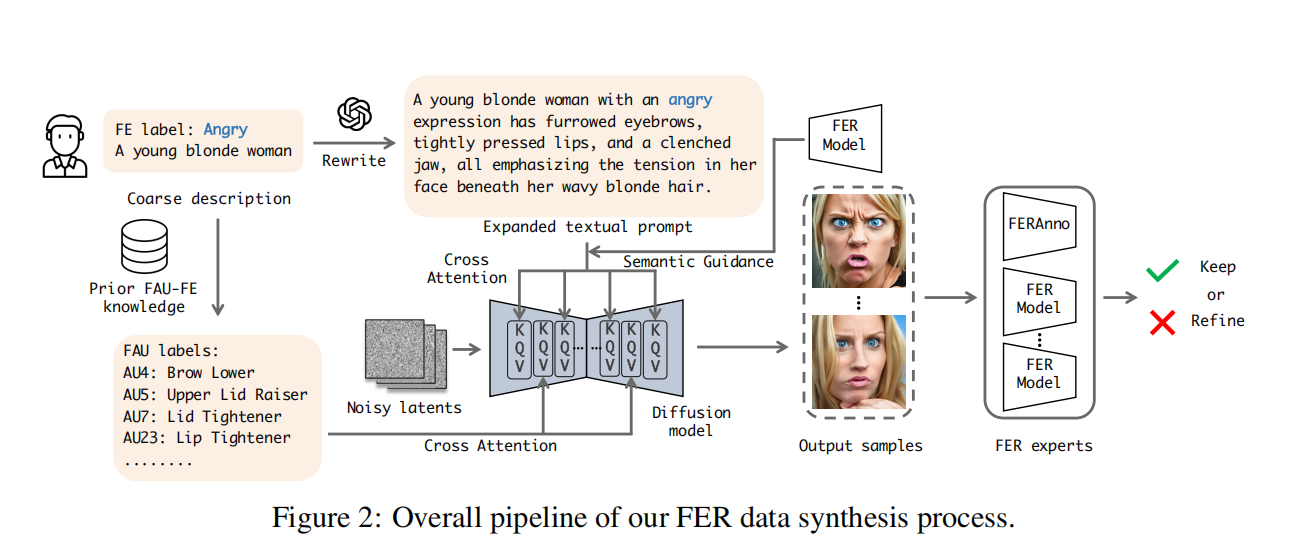 FE label: Angry
A young blonde woman
Rewrite
A young blonde woman with an angry
expression has furrowed eyebrows,
tightly pressed lips, and a clenched
jaw, all emphasizing the tension in her
face beneath her wavy blonde hair.
FER
Model
Coarse description
Expanded textual prompt
Cross
Attention
Semantic Guidance
Prior FAU-FE
knowledge
FAU labels:
AU4: Brow Lower
AU5: Upper Lid Raiser
AU7: Lid Tightener
AU23: Lip Tightener
........
Noisy latents
K
Q
V
K
Q
V
K
Q
V
...
...
K
Q
V
K
Q
V
K
Q
V
Diffusion
model
Cross Attention
Output samples
FERAnno
FER
Model
FER
Model
FER experts
Keep
or
Refine
Figure 2: Overall pipeline of our FER data synthesis process.